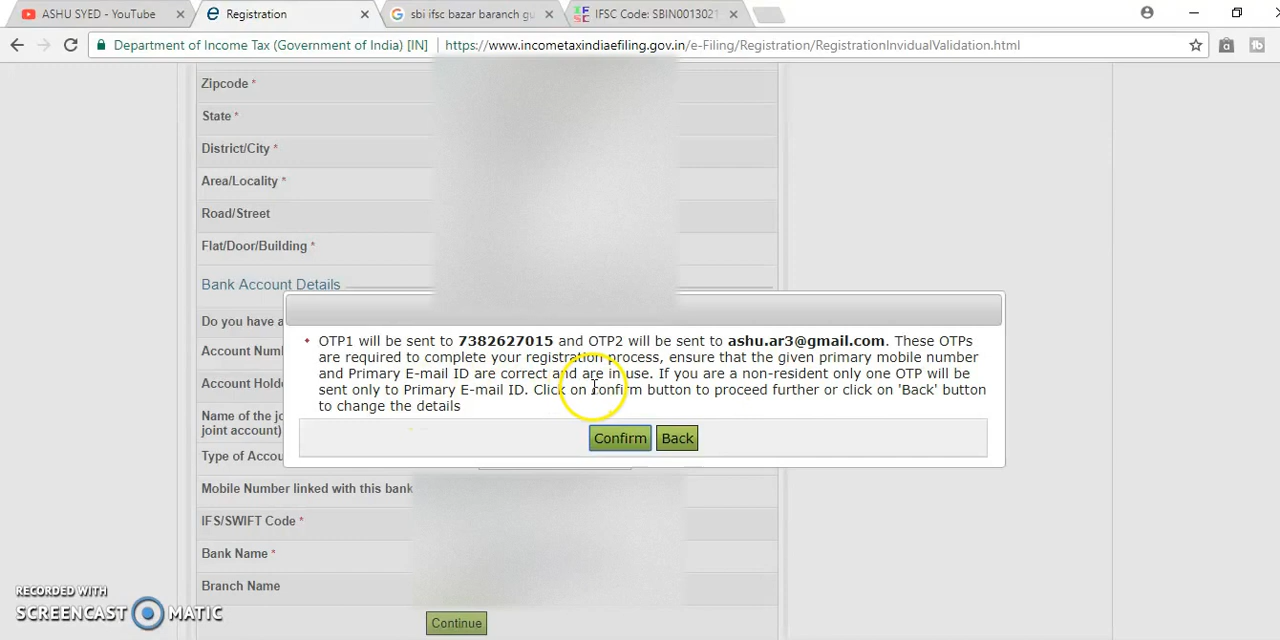 ASHU SYED - YouTube
Registration
sbi ifsc bazar baranch gu
IFSC Code: SBIN0013021
Department of Income Tax (Government of India) [IN]
https://www.incometaxindiaefiling.gov.in/e-Filing/Registration/RegistrationInvidualValidation.html
Zipcode *
State *
District/City *
Area/Locality *
Road/Street
Flat/Door/Building *
Bank Account Details
Do you have a
Account Num
Account Hold
Name of the jo
joint account)
Type of Accou
Mobile Number linked with this bank
IFS/SWIFT Code *
Bank Name *
Branch Name
Continue
OTP1 will be sent to 7382627015 and OTP2 will be sent to ashu.ar3@gmail.com. These OTPs
are required to complete your registration process, ensure that the given primary mobile number
and Primary E-mail ID are correct and are in use. If you are a non-resident only one OTP will be
sent only to Primary E-mail ID. Click on confirm button to proceed further or click on 'Back' button
to change the details
Confirm
Back
RECORDED WITH
SCREENCAST MATIC